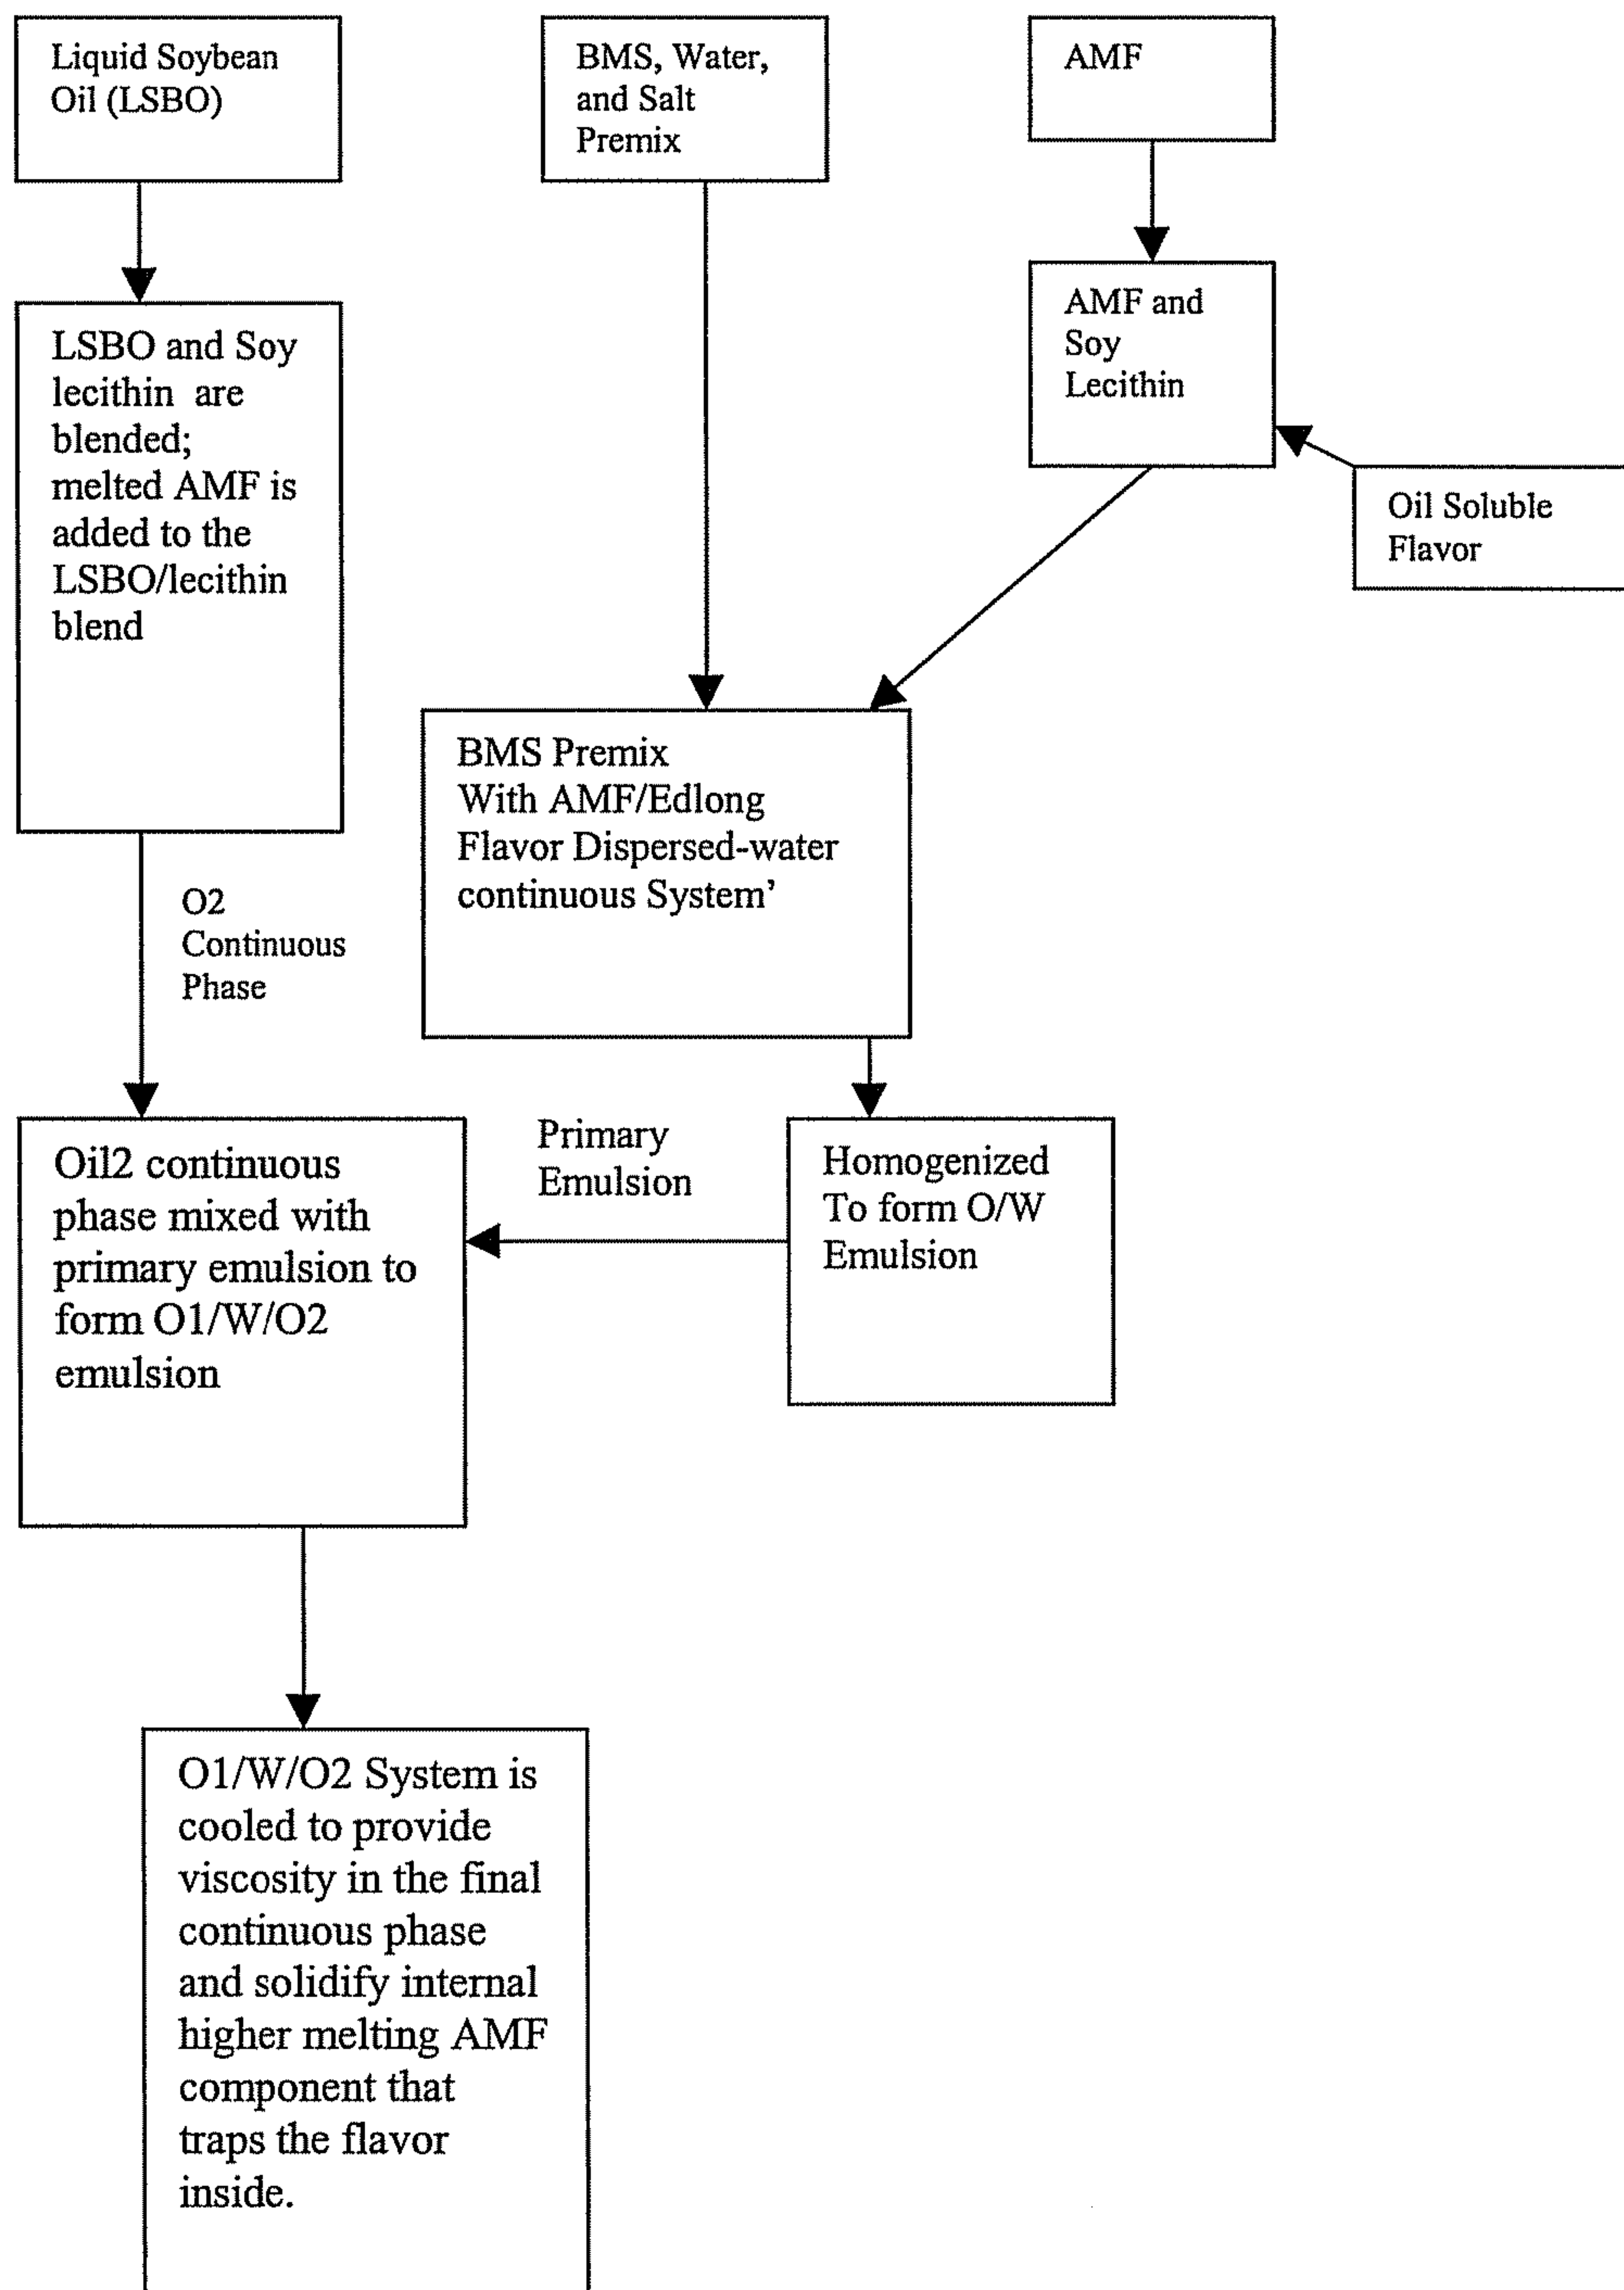 Liquid Soybean
Oil (LSBO)
BMS, Water,
and Salt
Premix
AMF
LSBO and Soy
lecithin are
blended;
melted AMF is
added to the
LSBO/lecithin
blend
AMF and
Soy
Lecithin
Oil Soluble
Flavor
BMS Premix
With AMF/Edlong
Flavor Dispersed-water
continuous System’
O2
Continuous
Phase
Oil2 continuous
phase mixed with
primary emulsion to
form O1/W/O2
emulsion
Primary
Emulsion
Homogenized
To form O/W
Emulsion
O1/W/O2 System is
cooled to provide
viscosity in the final
continuous phase
and solidify internal
higher melting AMF
component that
traps the flavor
inside.